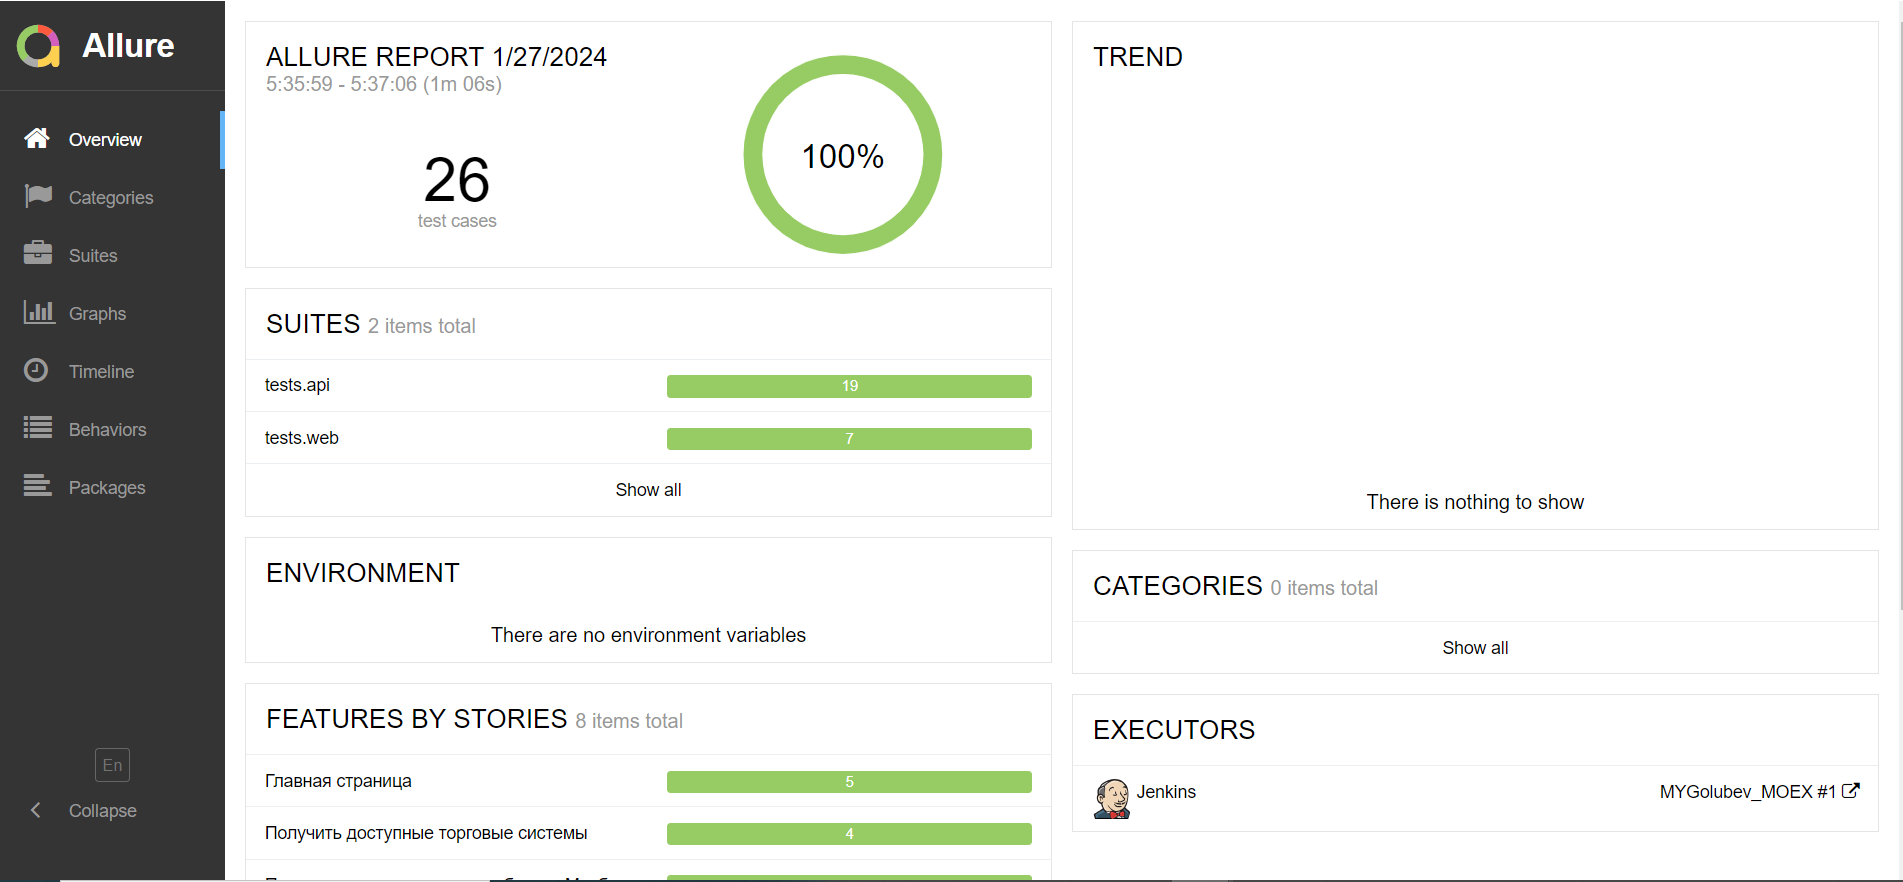 Allure
Overview
Categories
Suites
Graphs
Timeline
Behaviors
Packages
En
Collapse
ALLURE REPORT 1/27/2024
5:35:59 - 5:37:06 (1m 06s)
26
test cases
100%
SUITES 2 items total
tests.api 19
tests.web 7
Show all
ENVIRONMENT
There are no environment variables
FEATURES BY STORIES 8 items total
Главная страница 5
Получить доступные торговые системы 4
TREND
There is nothing to show
CATEGORIES 0 items total
Show all
EXECUTORS
Jenkins MYGolubev_MOEX #1